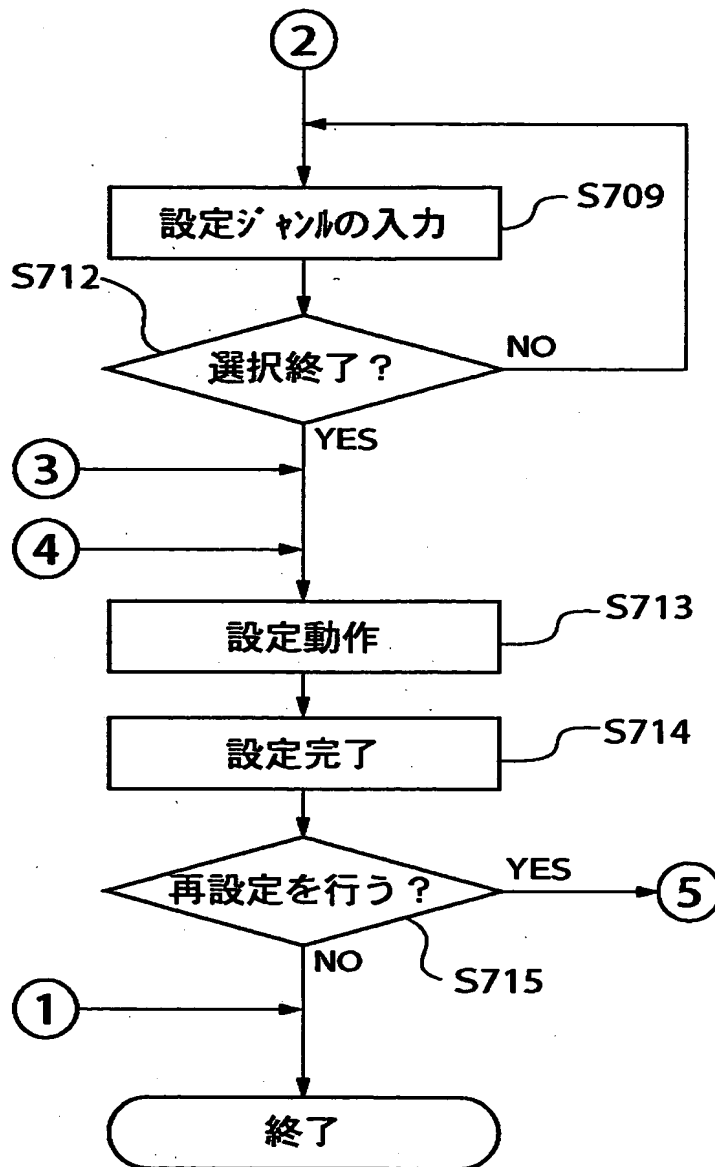 ②
設定ジャンルの入力
S709
S712
選択終了?
NO
YES
③
④
設定動作
S713
設定完了
S714
再設定を行う?
YES
⑤
NO
S715
①
終了